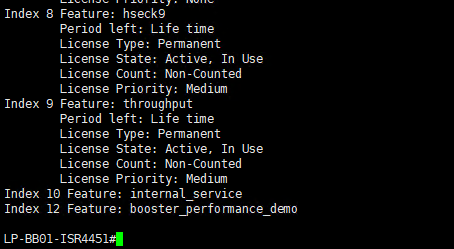 License Priority: None
Index 8 Feature: hseck9
Period left: Life time
License Type: Permanent
License State: Active, In Use
License Count: Non-Counted
License Priority: Medium
Index 9 Feature: throughput
Period left: Life time
License Type: Permanent
License State: Active, In Use
License Count: Non-Counted
License Priority: Medium
Index 10 Feature: internal_service
Index 12 Feature: booster_performance_demo
LP-BB01-ISR4451#